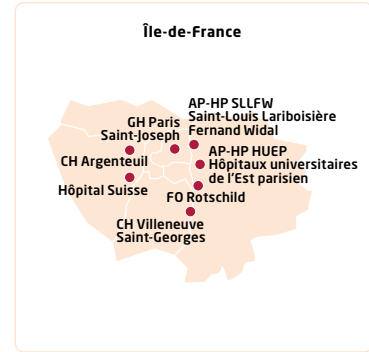 Île-de-France
AP-HP SLLFW
Saint-Louis Lariboisière
Fernand Widal
GH Paris
Saint-Joseph
AP-HP HUEP
Hôpitaux universitaires
de l'Est parisien
CH Argenteuil
Hôpital Suisse
FO Rotschild
CH Villeneuve
Saint-Georges